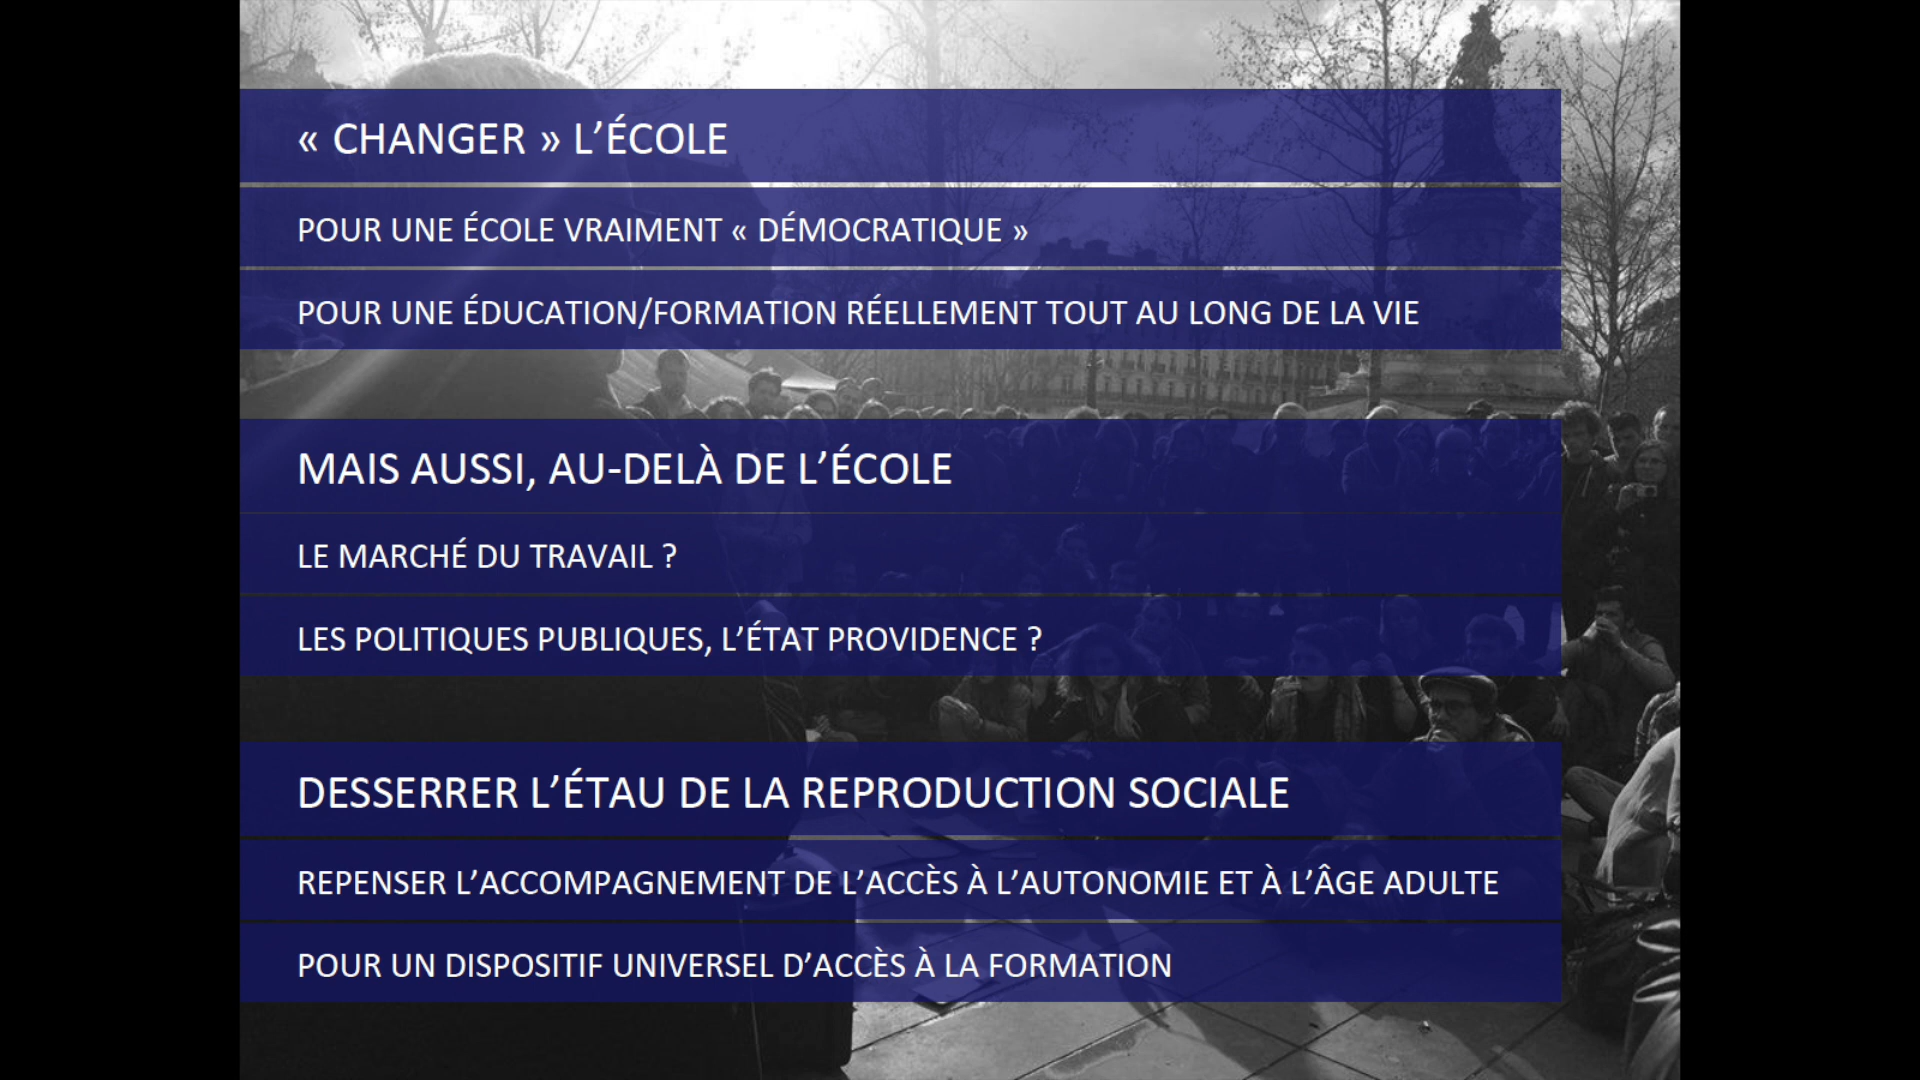 « CHANGER » L’ÉCOLE
POUR UNE ÉCOLE VRAIMENT « DÉMOCRATIQUE »
POUR UNE ÉDUCATION/FORMATION RÉELLEMENT TOUT AU LONG DE LA VIE
MAIS AUSSI, AU-DELÀ DE L’ÉCOLE
LE MARCHÉ DU TRAVAIL ?
LES POLITIQUES PUBLIQUES, L’ÉTAT PROVIDENCE ?
DESSERRER L’ÉTAU DE LA REPRODUCTION SOCIALE
REPENSER L’ACCOMPAGNEMENT DE L’ACCÈS À L’AUTONOMIE ET À L’ÂGE ADULTE
POUR UN DISPOSITIF UNIVERSEL D’ACCÈS À LA FORMATION